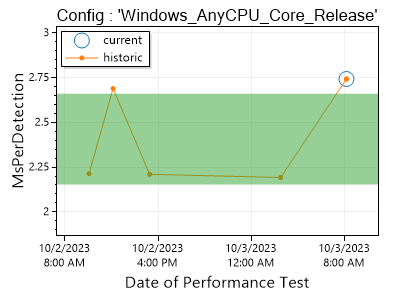 Config : 'Windows_AnyCPU_Core_Release'
current
historic
MsPerDetection
3
2.75
2.5
2.25
2
10/2/2023 10/2/2023 10/3/2023 10/3/2023
8:00 AM 4:00 PM 12:00 AM 8:00 AM
Date of Performance Test